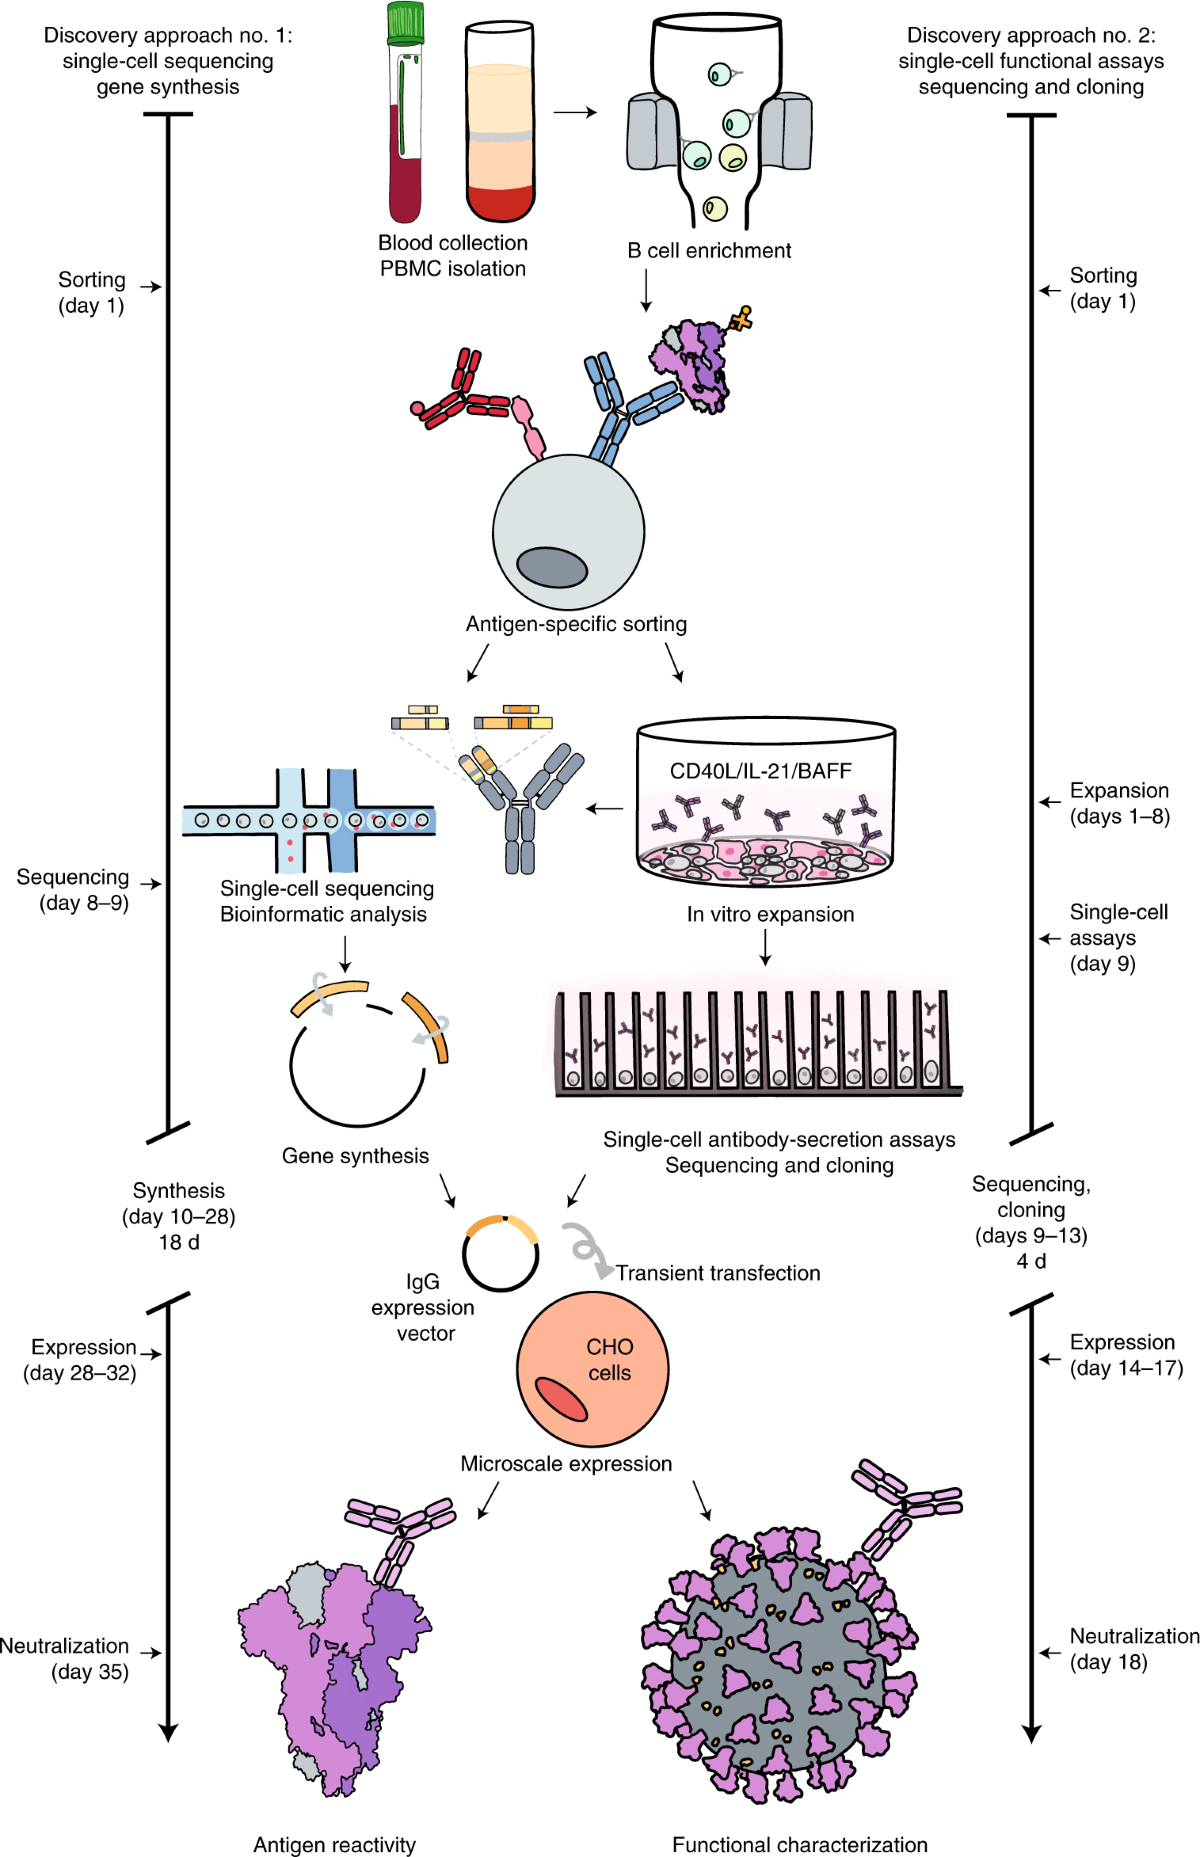 Discovery approach no. 1:
single-cell sequencing
gene synthesis
Discovery approach no. 2:
single-cell functional assays
sequencing and cloning
Blood collection
PBMC isolation
B cell enrichment
Sorting
(day 1)
Sorting
(day 1)
Antigen-specific sorting
CD40L/IL-21/BAFF
Expansion
(days 1–8)
Sequencing
(day 8–9)
Single-cell sequencing
Bioinformatic analysis
In vitro expansion
Single-cell
assays
(day 9)
Gene synthesis
Single-cell antibody-secretion assays
Sequencing and cloning
Synthesis
(day 10–28)
18 d
Sequencing,
cloning
(days 9–13)
4 d
IgG
expression
vector
Transient transfection
Expression
(day 28–32)
CHO
cells
Expression
(day 14–17)
Microscale expression
Neutralization
(day 35)
Neutralization
(day 18)
Antigen reactivity
Functional characterization